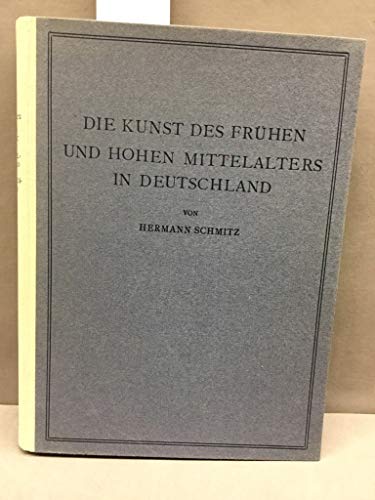 DIE KUNST DES FRÜHEN
UND HOHEN MITTELALTERS
IN DEUTSCHLAND
VON
HERMANN SCHMITZ